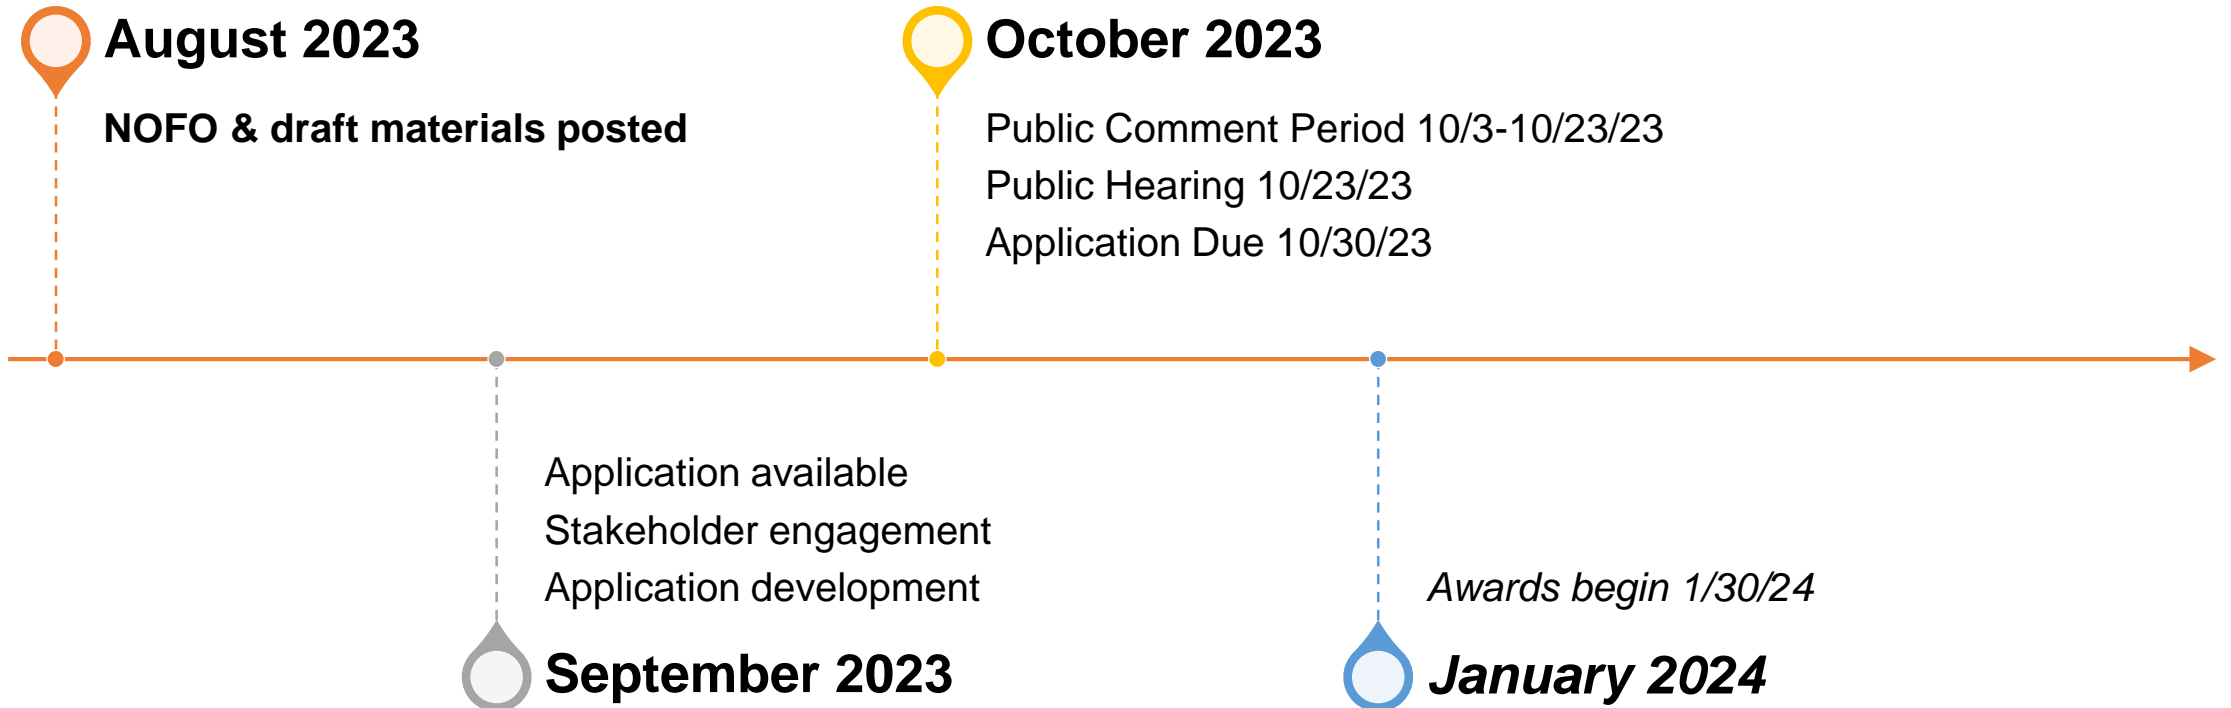 August 2023
NOFO & draft materials posted
October 2023
Public Comment Period 10/3-10/23/23
Public Hearing 10/23/23
Application Due 10/30/23
Application available
Stakeholder engagement
Application development
September 2023
Awards begin 1/30/24
January 2024